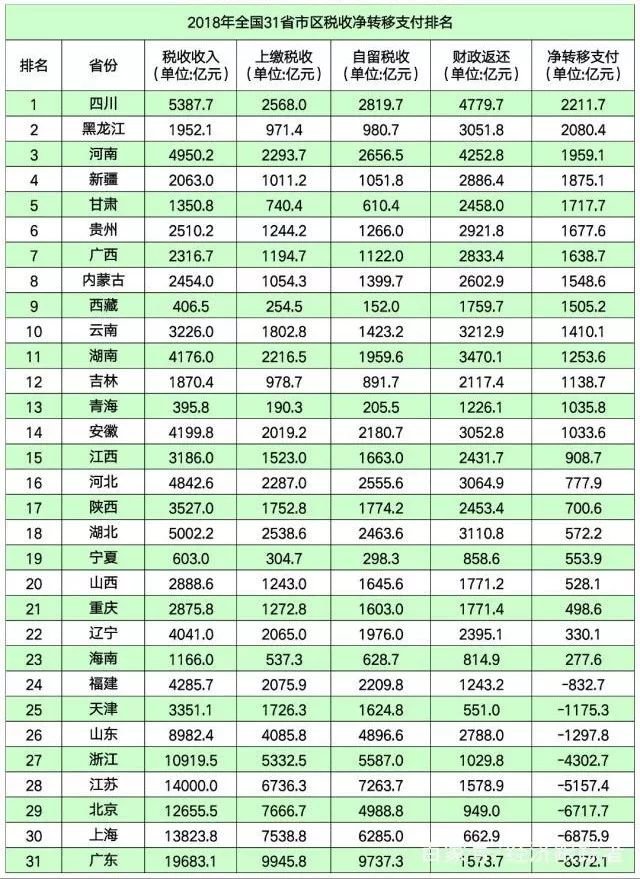 2018年全国31省市区税收净转移支付排名
排名 省份 税收收入 (单位:亿元) 上缴税收 (单位:亿元) 自留税收 (单位:亿元) 财政返还 (单位:亿元) 净转移支付 (单位:亿元)
1 四川 5387.7 2568.0 2819.7 4779.7 2211.7
2 黑龙江 1952.1 971.4 980.7 3051.8 2080.4
3 河南 4950.2 2293.7 2656.5 4252.8 1959.1
4 新疆 2063.0 1011.2 1051.8 2886.4 1875.1
5 甘肃 1350.8 740.4 610.4 2458.0 1717.7
6 贵州 2510.2 1244.2 1266.0 2921.8 1677.6
7 广西 2316.7 1194.7 1122.0 2833.4 1638.7
8 内蒙古 2454.0 1054.3 1399.7 2602.9 1548.6
9 西藏 406.5 254.5 152.0 1759.7 1505.2
10 云南 3226.0 1802.8 1423.2 3212.9 1410.1
11 湖南 4176.0 2216.5 1959.6 3470.1 1253.6
12 吉林 1870.4 978.7 891.7 2117.4 1138.7
13 青海 395.8 190.3 205.5 1226.1 1035.8
14 安徽 4199.8 2019.2 2180.7 3052.8 1033.6
15 江西 3186.0 1523.0 1663.0 2431.7 908.7
16 河北 4842.6 2287.0 2555.6 3064.9 777.9
17 陕西 3527.0 1752.8 1774.2 2453.4 700.6
18 湖北 5002.2 2538.6 2463.6 3110.8 572.2
19 宁夏 603.0 304.7 298.3 858.6 553.9
20 山西 2888.6 1243.0 1645.6 1771.2 528.1
21 重庆 2875.8 1272.8 1603.0 1771.4 498.6
22 辽宁 4041.0 2065.0 1976.0 2395.1 330.1
23 海南 1166.0 537.3 628.7 814.9 277.6
24 福建 4285.7 2075.9 2209.8 1243.2 -832.7
25 天津 3351.1 1726.3 1624.8 551.0 -1175.3
26 山东 8982.4 4085.8 4896.6 2788.0 -1297.8
27 浙江 10919.5 5332.5 5587.0 1029.8 -4302.7
28 江苏 14000.0 6736.3 7263.7 1578.9 -5157.4
29 北京 12655.5 7666.7 4988.8 949.0 -6717.7
30 上海 13823.8 7538.8 6285.0 662.9 -6875.9
31 广东 19683.1 9945.8 9737.3 1573.7 -8372.1